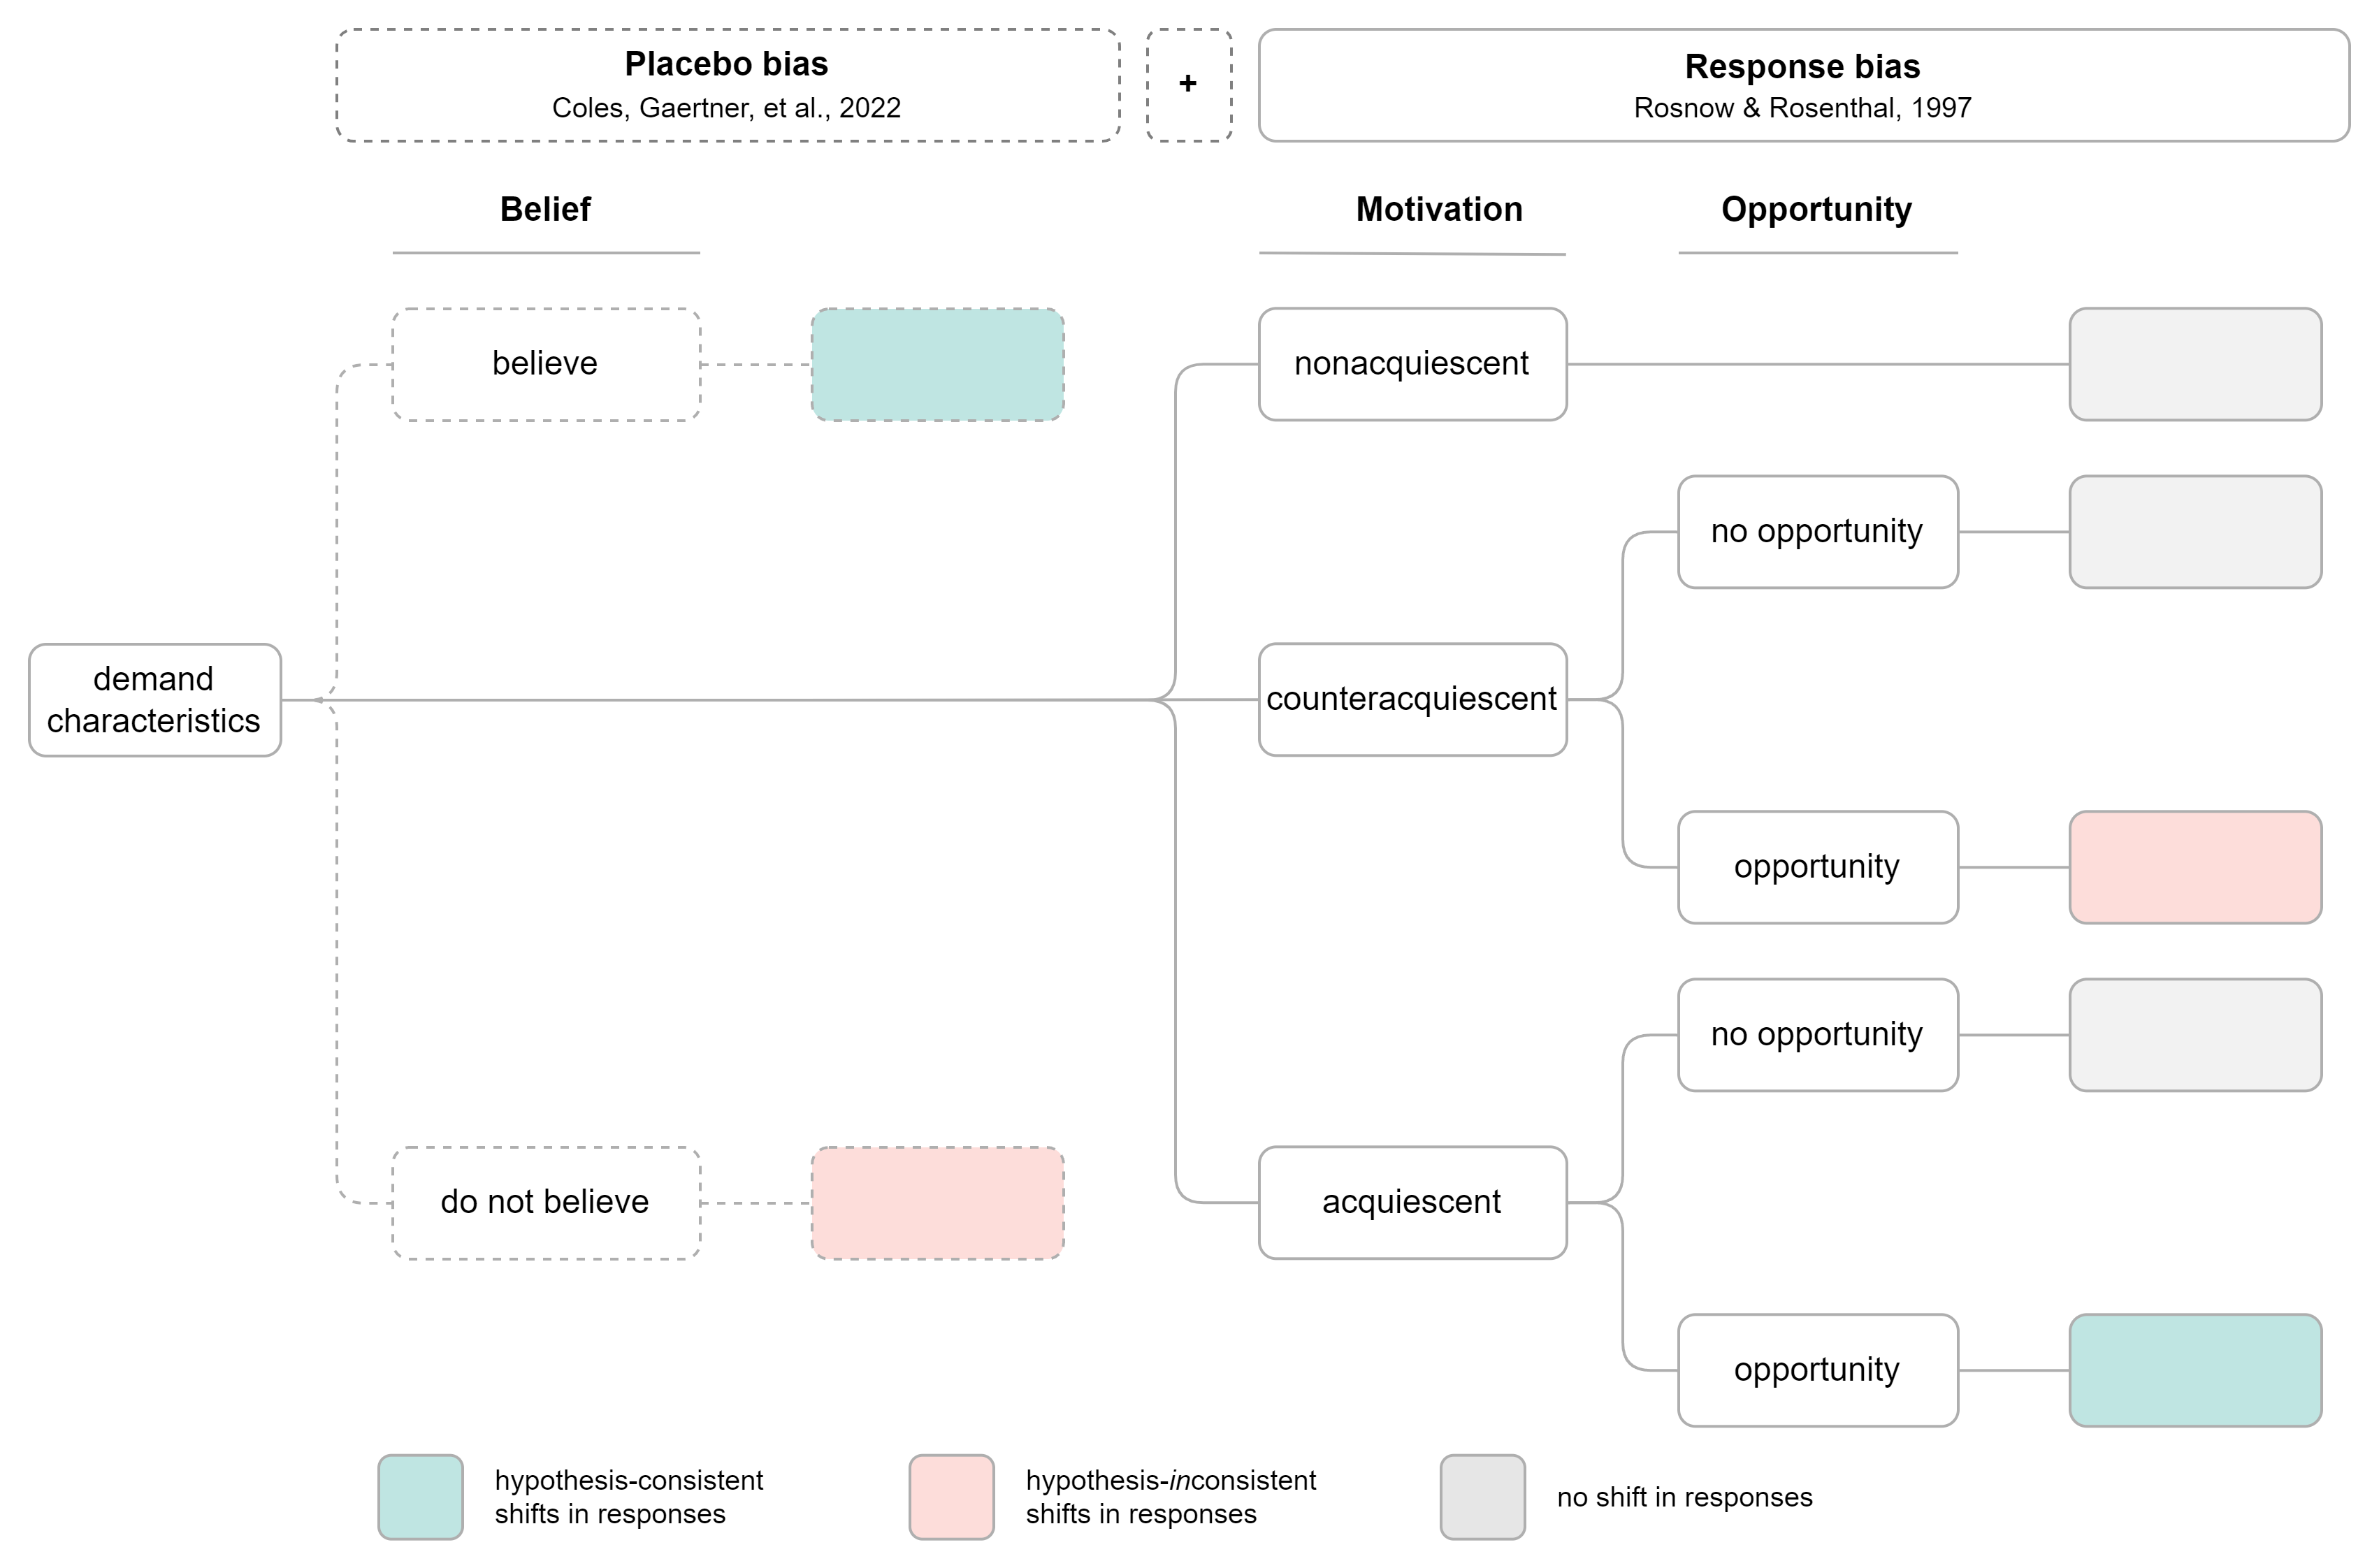 Placebo bias
Coles, Gaertner, et al., 2022
+
Response bias
Rosnow & Rosenthal, 1997
Belief
Motivation
Opportunity
believe
nonacquiescent
no opportunity
demand
characteristics
counteracquiescent
opportunity
no opportunity
do not believe
acquiescent
opportunity
hypothesis-consistent
shifts in responses
hypothesis-inconsistent
shifts in responses
no shift in responses